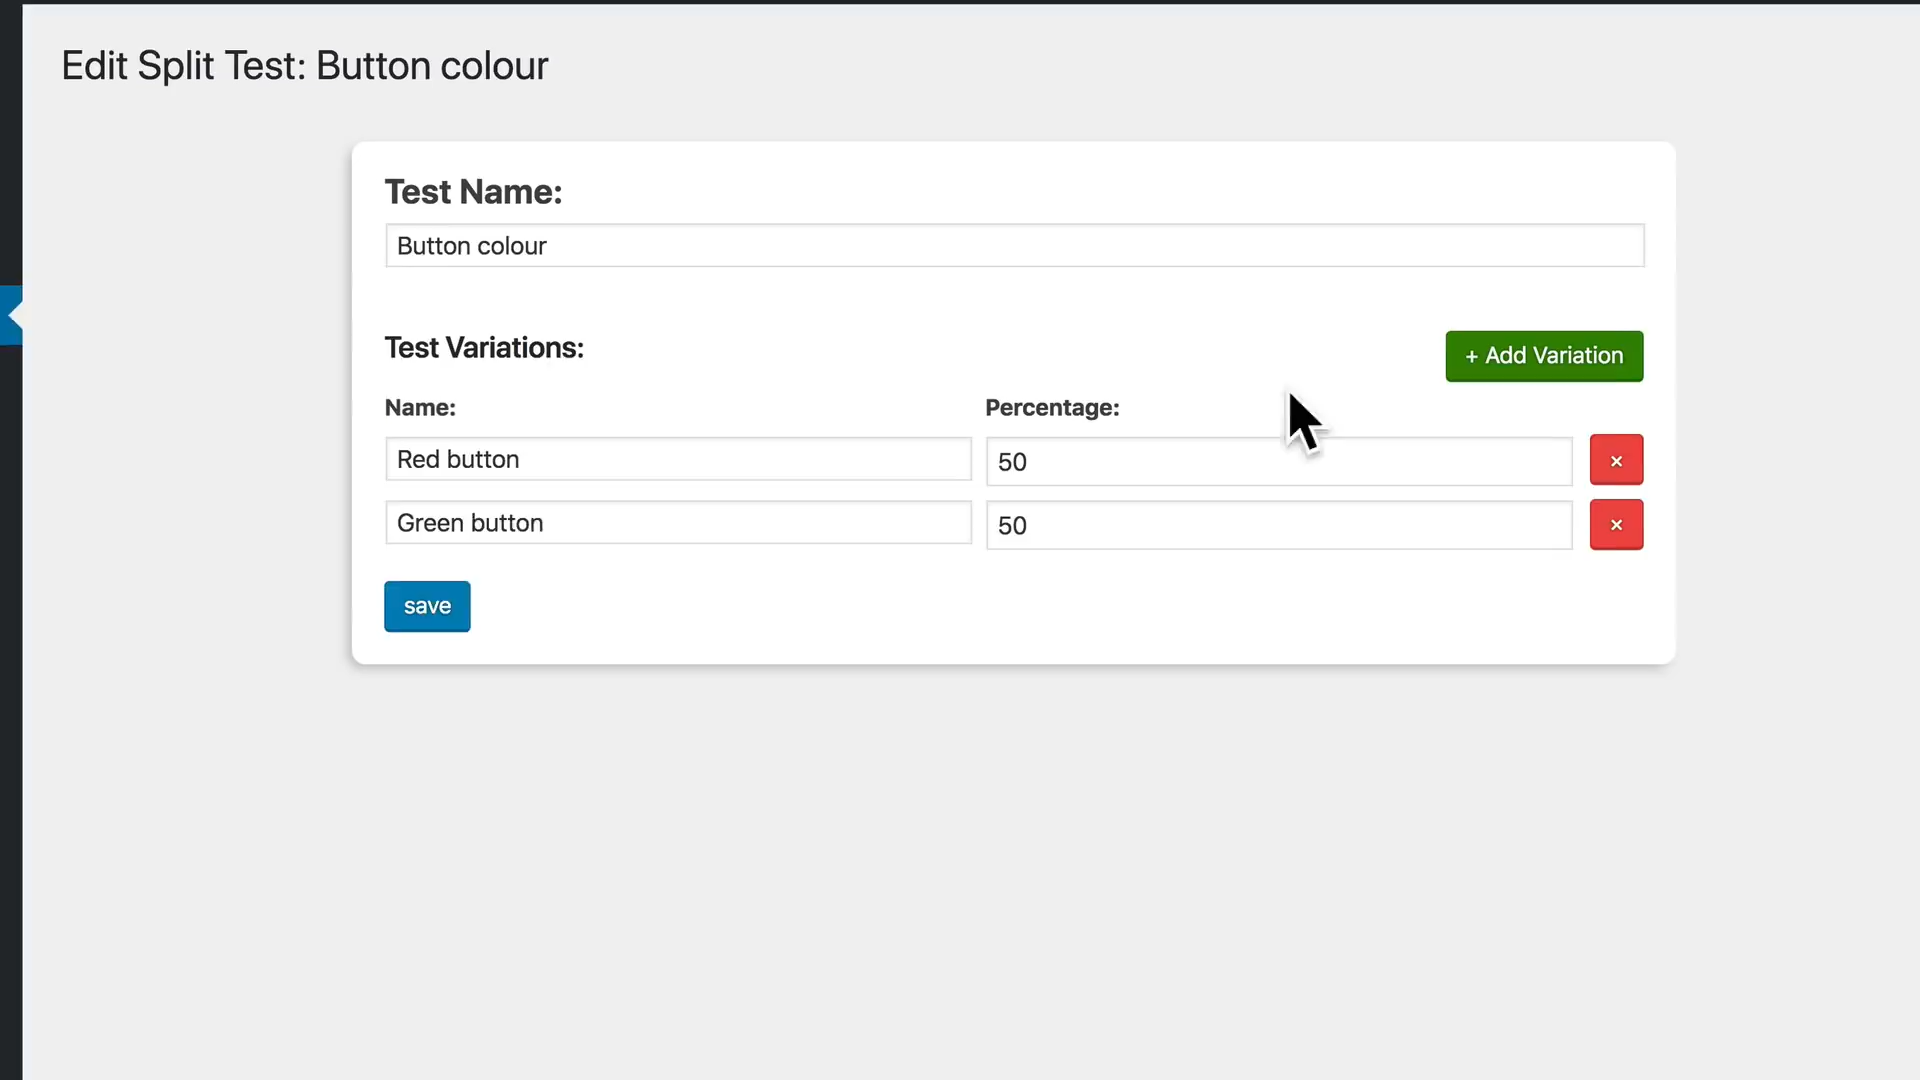 Edit Split Test: Button colour
Test Name:
Button colour
Test Variations:
+ Add Variation
Name:
Percentage:
Red button
50
×
Green button
50
×
save